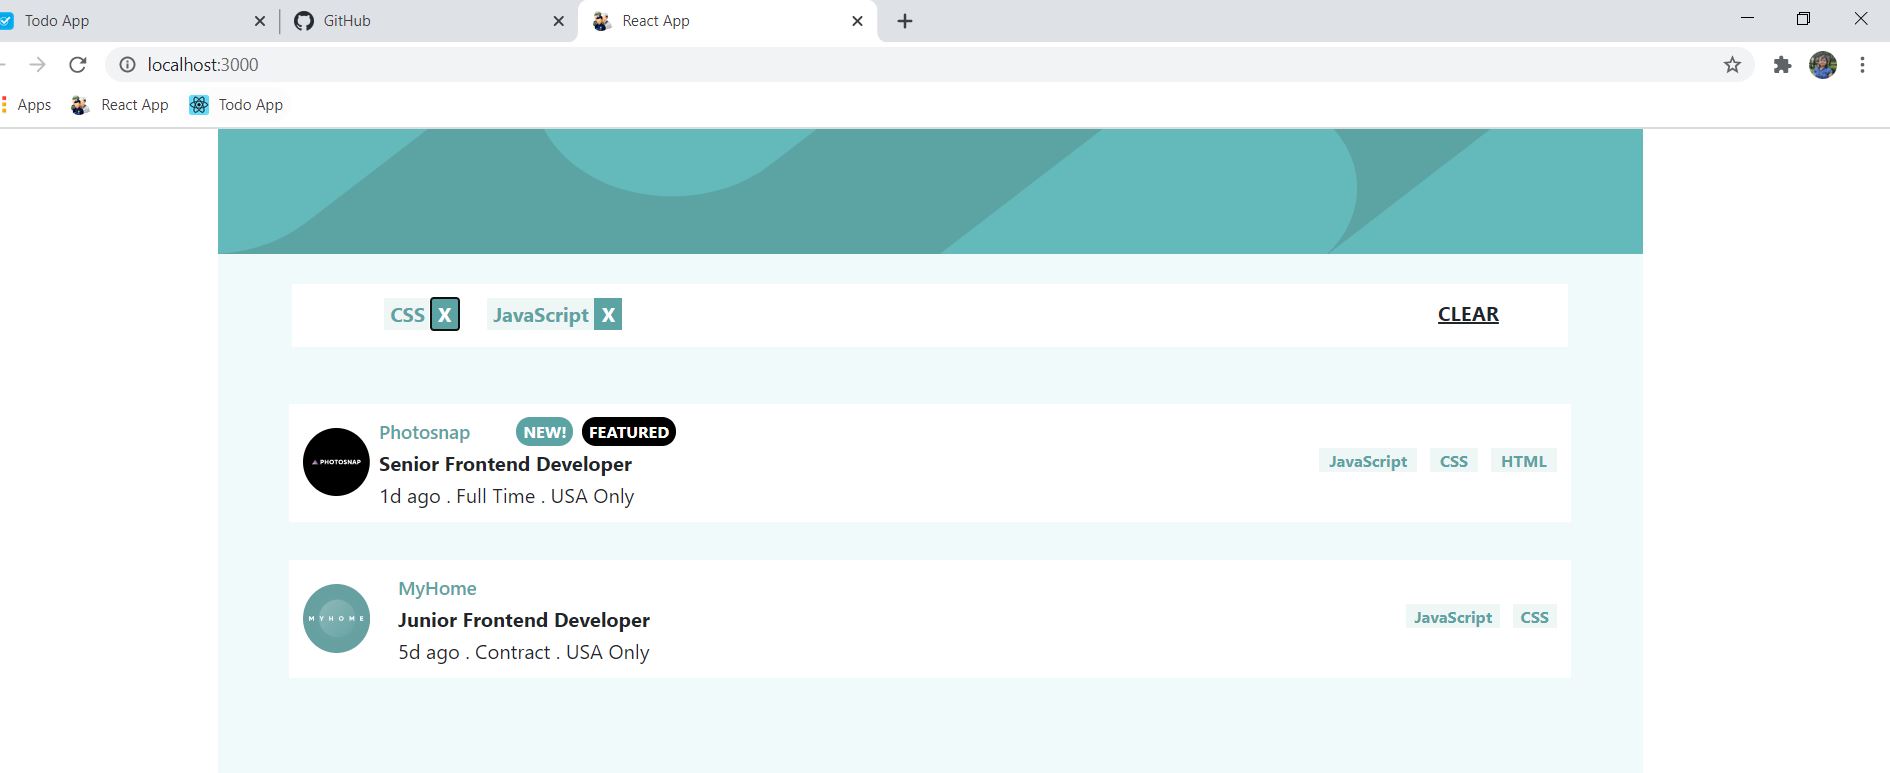 Todo App
GitHub
React App
localhost:3000
Apps React App Todo App
CSS X JavaScript X CLEAR
Photosnap NEW! FEATURED
PHOTOSNAP
Senior Frontend Developer
1d ago . Full Time . USA Only
JavaScript CSS HTML
MyHome
MYHOME
Junior Frontend Developer
5d ago . Contract . USA Only
JavaScript CSS